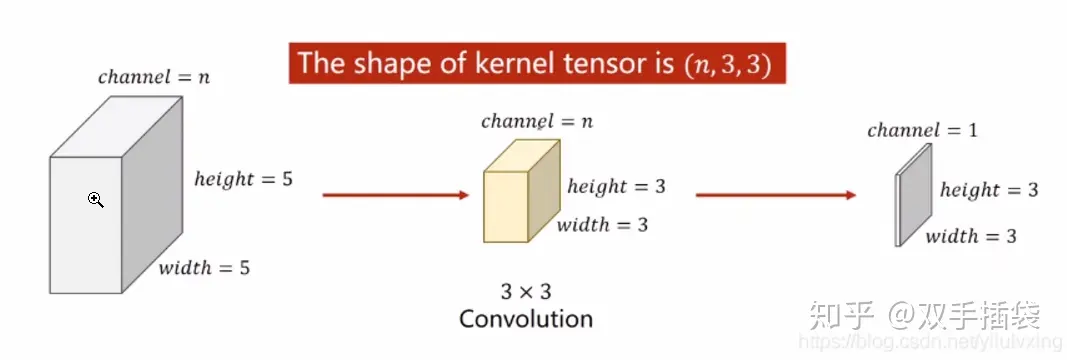 The shape of kernel tensor is (n, 3, 3)
channel = n
height = 5
width = 5
channel = n
height = 3
width = 3
3 × 3
Convolution
channel = 1
height = 3
width = 3
知乎 @双手插袋
https://blog.csdn.net/yiluivxing